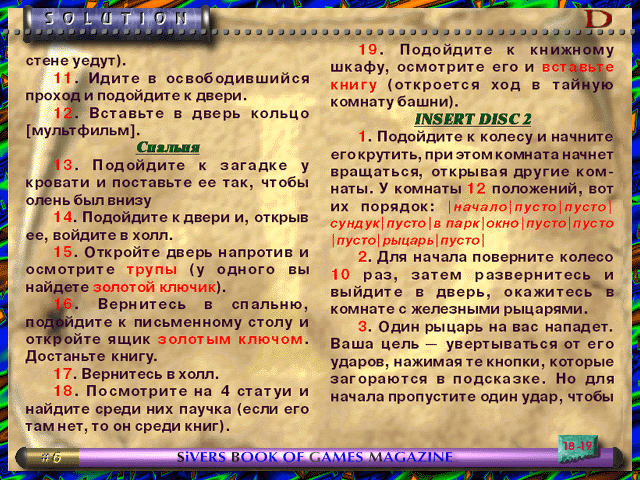 SOLUTION
D
стене уедут).
11. Идите в освободившийся
проход и подойдите к двери.
12. Вставьте в дверь кольцо
[мультфильм].
Спальня
13. Подойдите к загадке у
кровати и поставьте ее так, чтобы
олень был внизу
14. Подойдите к двери и, открыв
ее, войдите в холл.
15. Откройте дверь напротив и
осмотрите трупы (у одного вы
найдете золотой ключик).
16. Вернитесь в спальню,
подойдите к письменному столу и
откройте ящик золотым ключом.
Достаньте книгу.
17. Вернитесь в холл.
18. Посмотрите на 4 статуи и
найдите среди них паучка (если его
там нет, то он среди книг).
19. Подойдите к книжному
шкафу, осмотрите его и вставьте
книгу (откроется ход в тайную
комнату башни).
INSERT DISC 2
1. Подойдите к колесу и начните
его крутить, при этом комната начнет
вращаться, открывая другие ком-
наты. У комнаты 12 положений, вот
их порядок: |начало|пусто|пусто|
сундук|пусто|в парк|окно|пусто|пусто
|пусто|рыцарь|пусто|
2. Для начала поверните колесо
10 раз, затем развернитесь и
выйдите в дверь, окажитесь в
комнате с железными рыцарями.
3. Один рыцарь на вас нападет.
Ваша цель — увертываться от его
ударов, нажимая те кнопки, которые
загораются в подсказке. Но для
начала пропустите один удар, чтобы
18-19
#6
SiVERS BOOK OF GAMES MAGAZINE